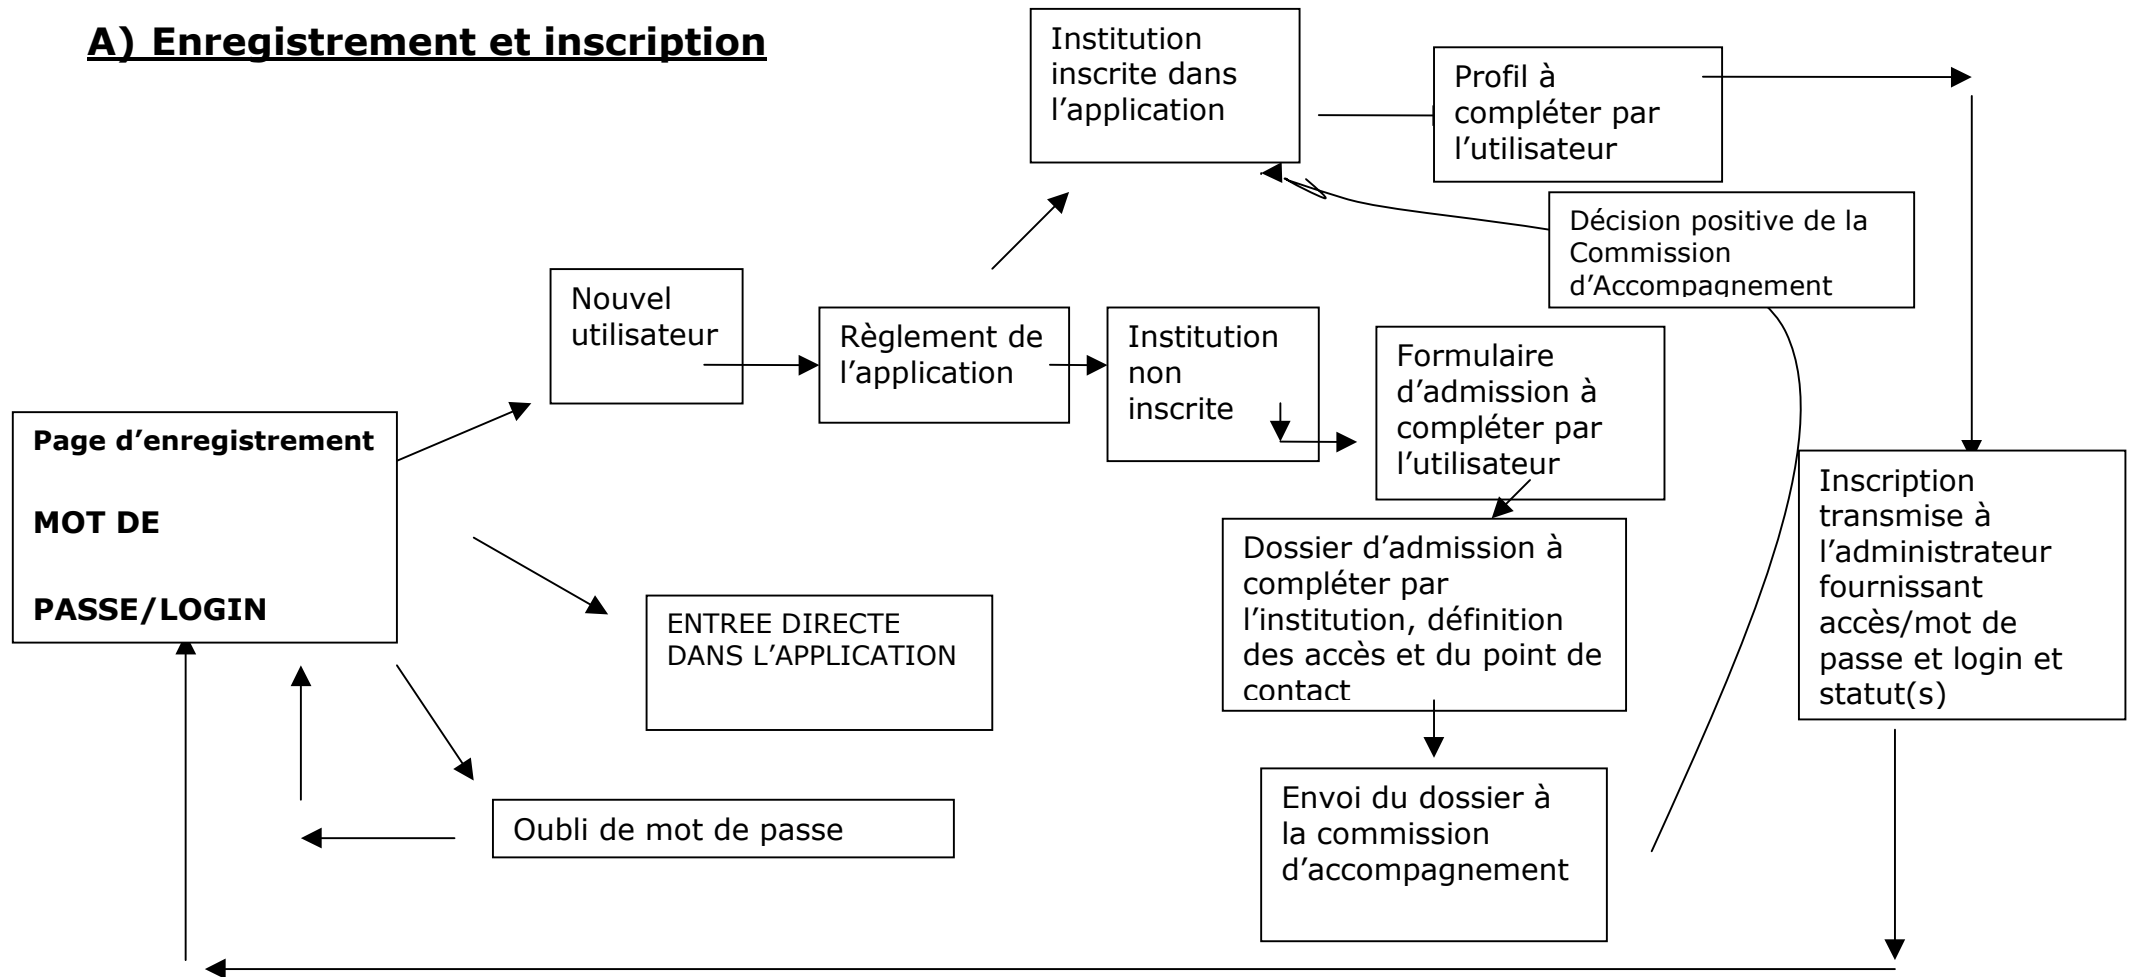 A) Enregistrement et inscription
Institution
inscrite dans
l’application
Profil à
compléter par
l’utilisateur
Décision positive de la
Commission
d’Accompagnement
Nouvel
utilisateur
Règlement de
l’application
Institution
non
inscrite
Formulaire
d’admission à
compléter par
l’utilisateur
Page d’enregistrement
MOT DE
PASSE/LOGIN
Inscription
transmise à
l’administrateur
fournissant
accès/mot de
passe et login et
statut(s)
Dossier d’admission à
compléter par
l’institution, définition
des accès et du point de
contact
ENTREE DIRECTE
DANS L’APPLICATION
Oubli de mot de passe
Envoi du dossier à
la commission
d’accompagnement